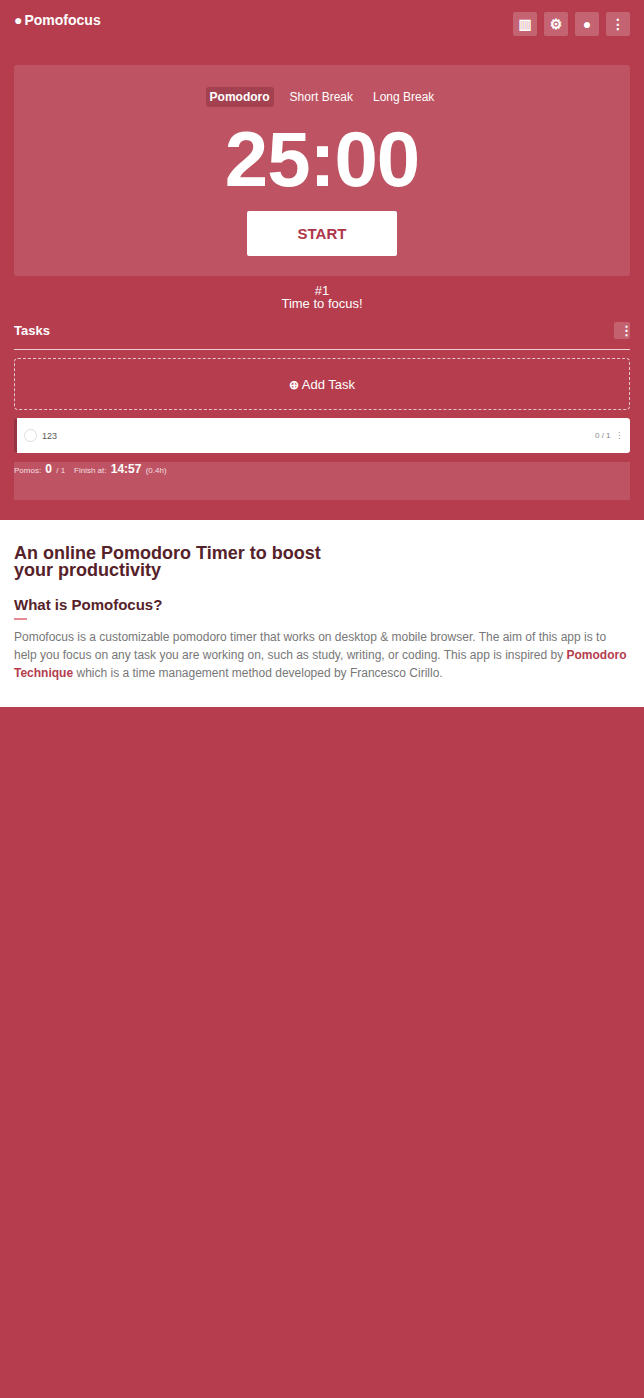 Pomofocus
Pomodoro Short Break Long Break
25:00
START
#1
Time to focus!
Tasks
Add Task
123 0 / 1
Pomos: 0 / 1 Finish at: 14:57 (0.4h)
An online Pomodoro Timer to boost
your productivity
What is Pomofocus?
Pomofocus is a customizable pomodoro timer that works on desktop & mobile browser. The aim of this app is to
help you focus on any task you are working on, such as study, writing, or coding. This app is inspired by Pomodoro
Technique which is a time management method developed by Francesco Cirillo.